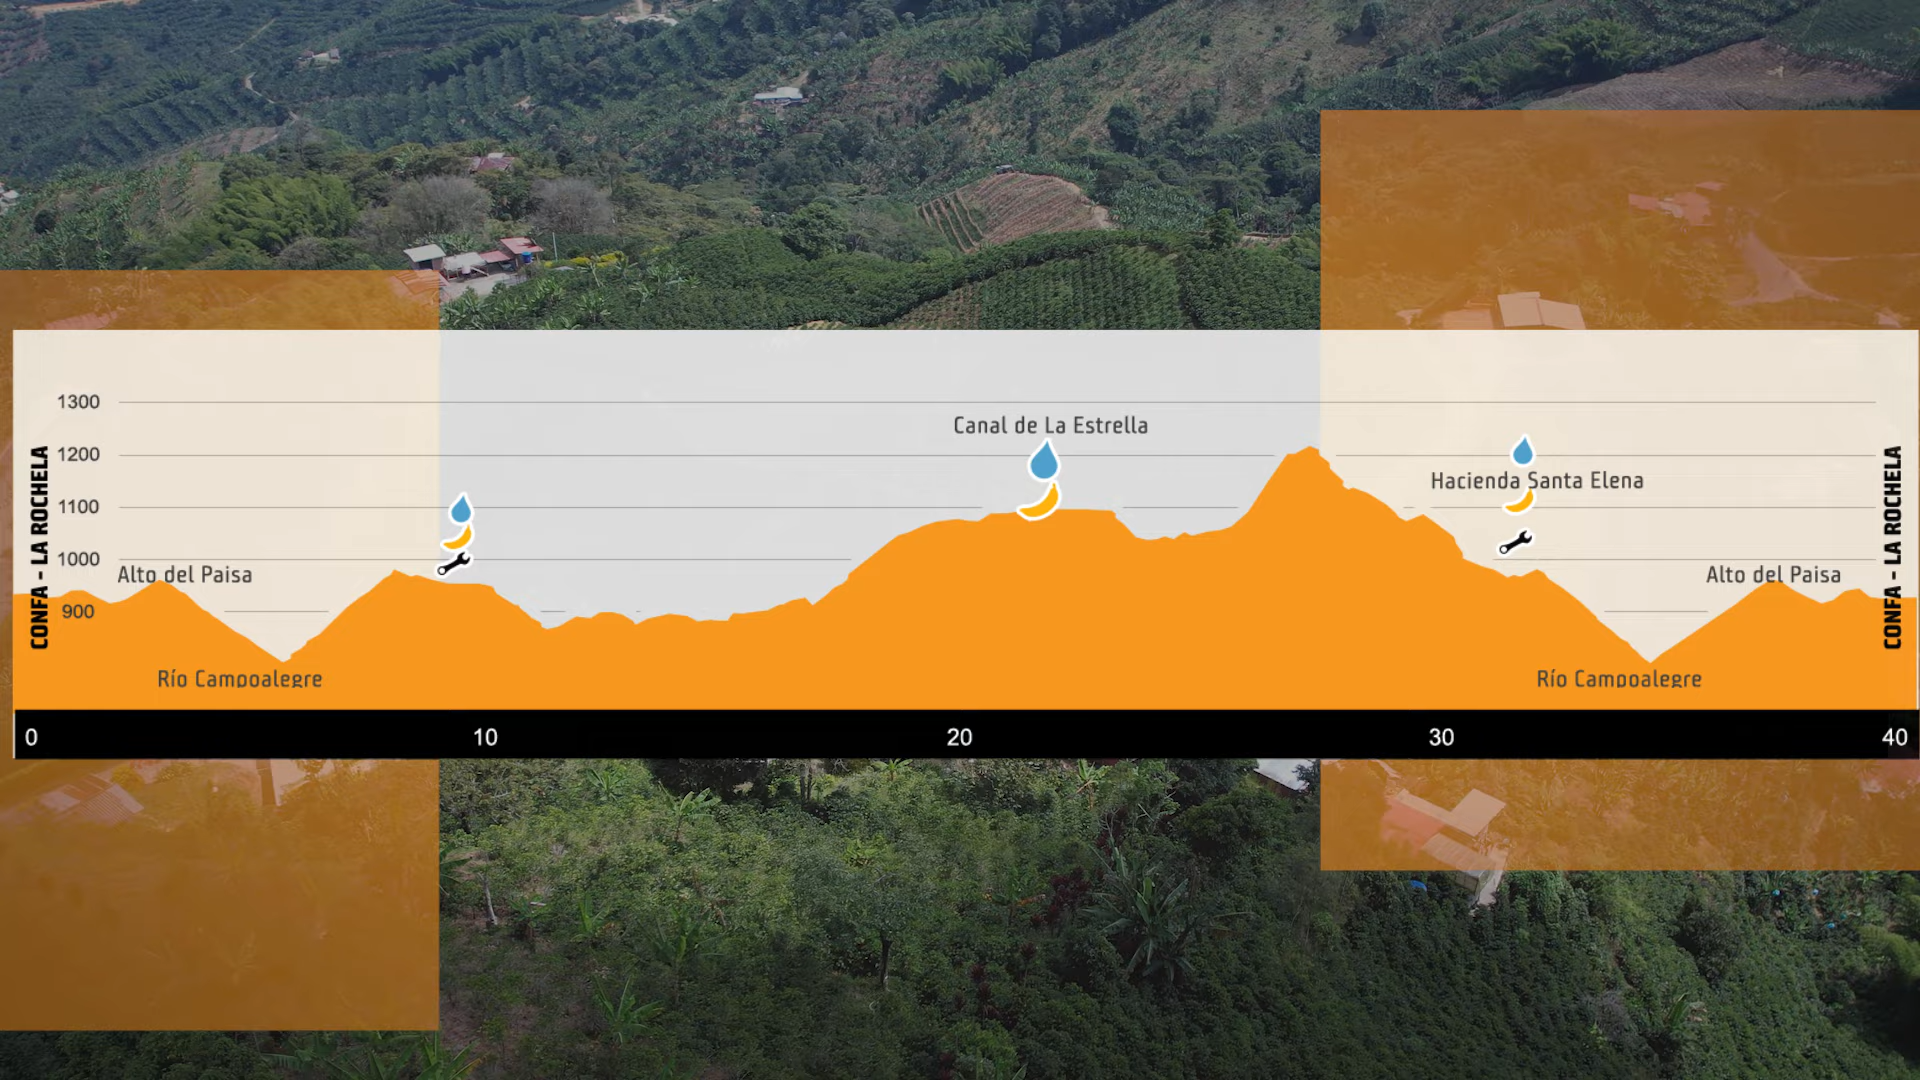 1300
Canal de La Estrella
1200
Hacienda Santa Elena
1100
1000
Alto del Paisa
Alto del Paisa
900
CONFA - LA ROCHELA
CONFA - LA ROCHELA
Río Campoalegre
Río Campoalegre
0 10 20 30 40